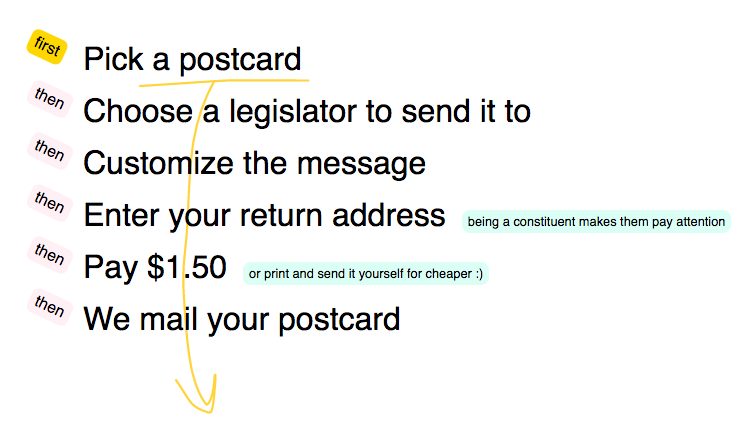 first Pick a postcard
then Choose a legislator to send it to
then Customize the message
then Enter your return address being a constituent makes them pay attention
then Pay $1.50 or print and send it yourself for cheaper :)
then We mail your postcard